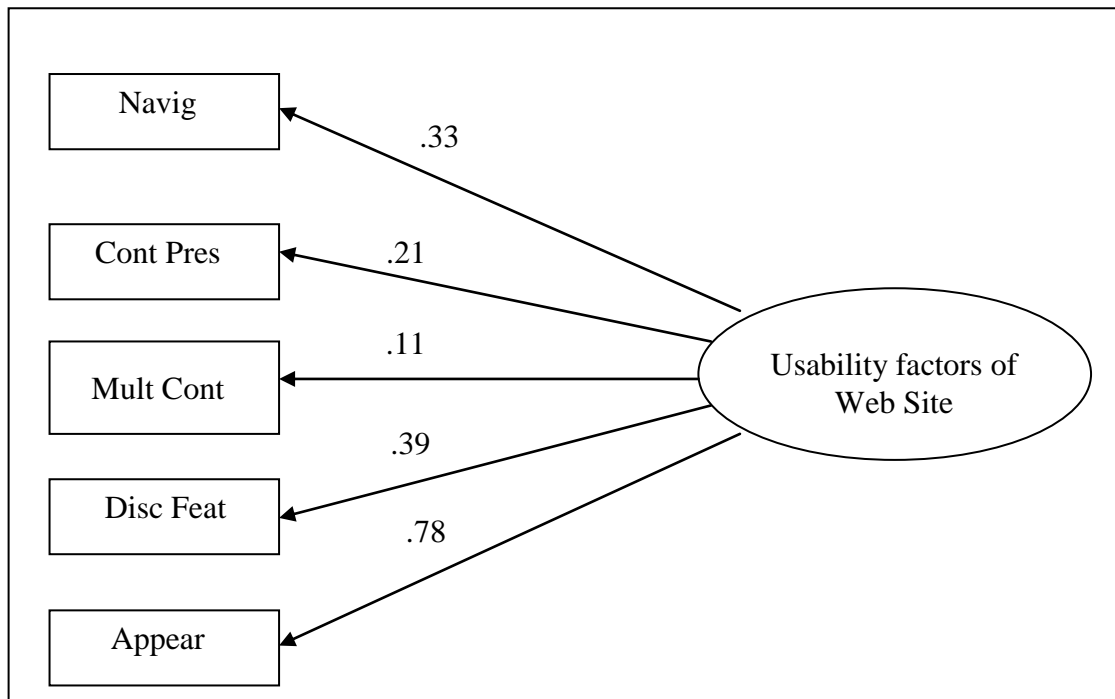 Navig
.33
Cont Pres
.21
.11
Mult Cont
Usability factors of
Web Site
.39
Disc Feat
.78
Appear